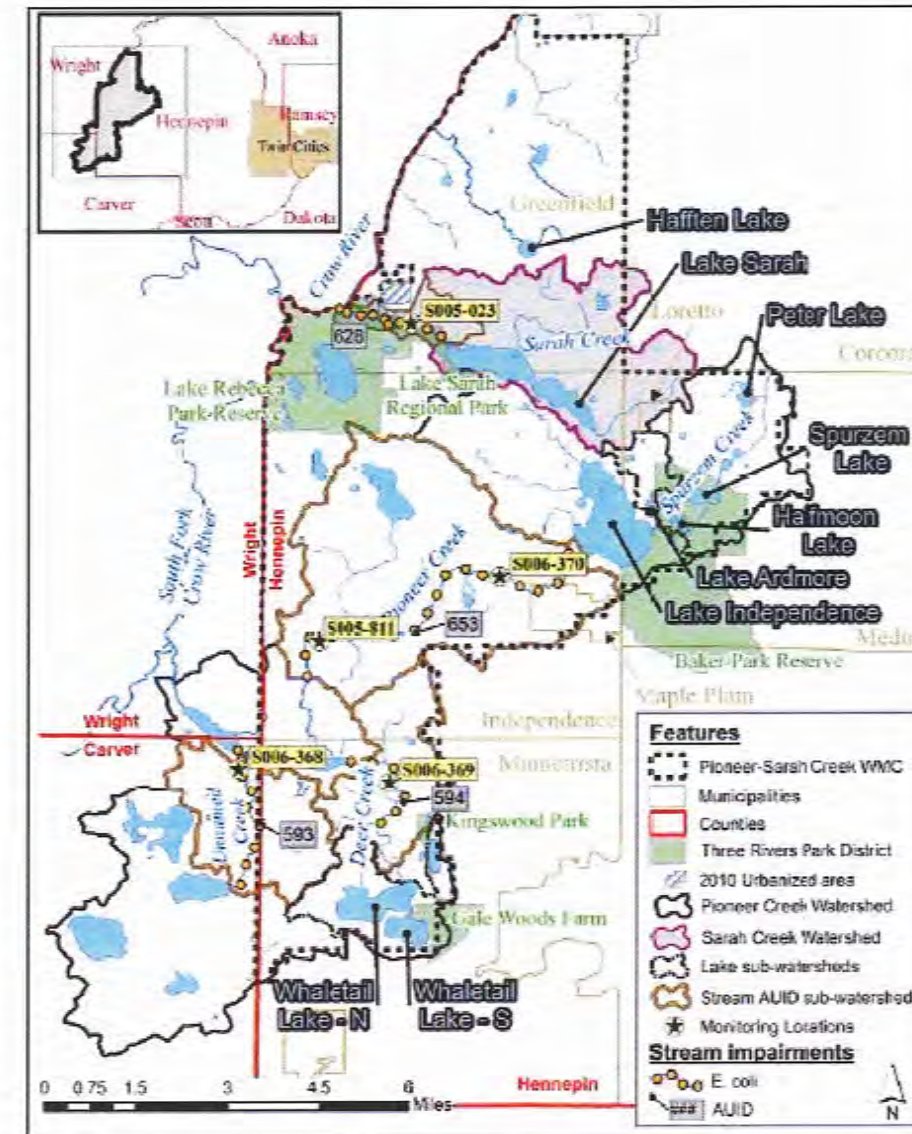 Anoka
Wright
Hennepin
Ramsey
Twin Cities
Carver
Scott
Dakota
Greenfield
Hafften Lake
Crow River
Lake Sarah
S005-023
Loretto
Peter Lake
628
Sarah Creek
Corcora
Lake Rebecca
Park-Reserve
Lake Sarah
Regional Park
Spurzem Creek
Spurzem
Lake
Halfmoon
Lake
South Fork
Crow River
Wright
Hennepin
Pioneer Creek
S006-370
Lake Ardmore
Lake Independence
S005-811
653
Medi
Baker-Park Reserve
Maple Plain
Wright
Carver
Independence
Minnetrista
S006-368
S006-369
Unnamed
Creek
Deer Creek
594
593
Kingswood Park
Gale Woods Farm
Whaletail
Lake - N
Whaletail
Lake - S
Features
Pioneer-Sarah Creek WMC
Municipalities
Counties
Three Rivers Park District
2010 Urbanized area
Pioneer Creek Watershed
Sarah Creek Watershed
Lake sub-watersheds
Stream AUID sub-watershed
Monitoring Locations
Stream impairments
E. coli
### AUID
N
0 0.75 1.5 3 4.5 6
Miles
Hennepin